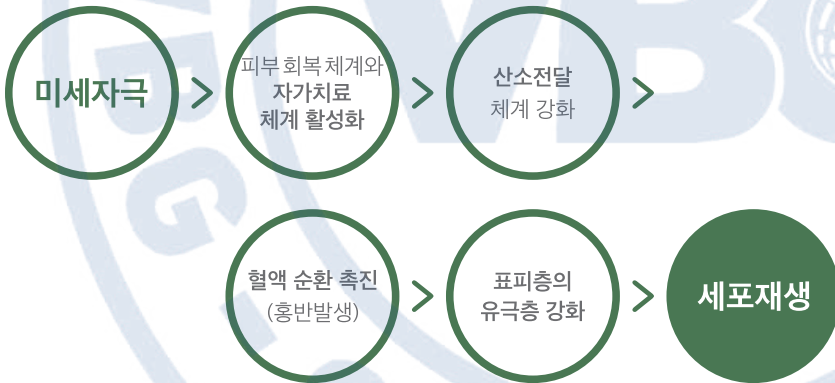 미세자극
>
피부 회복 체계와
자가치료
체계 활성화
>
산소전달
체계 강화
>
혈액 순환 촉진
(홍반발생)
>
표피층의
유극층 강화
>
세포재생
VBG